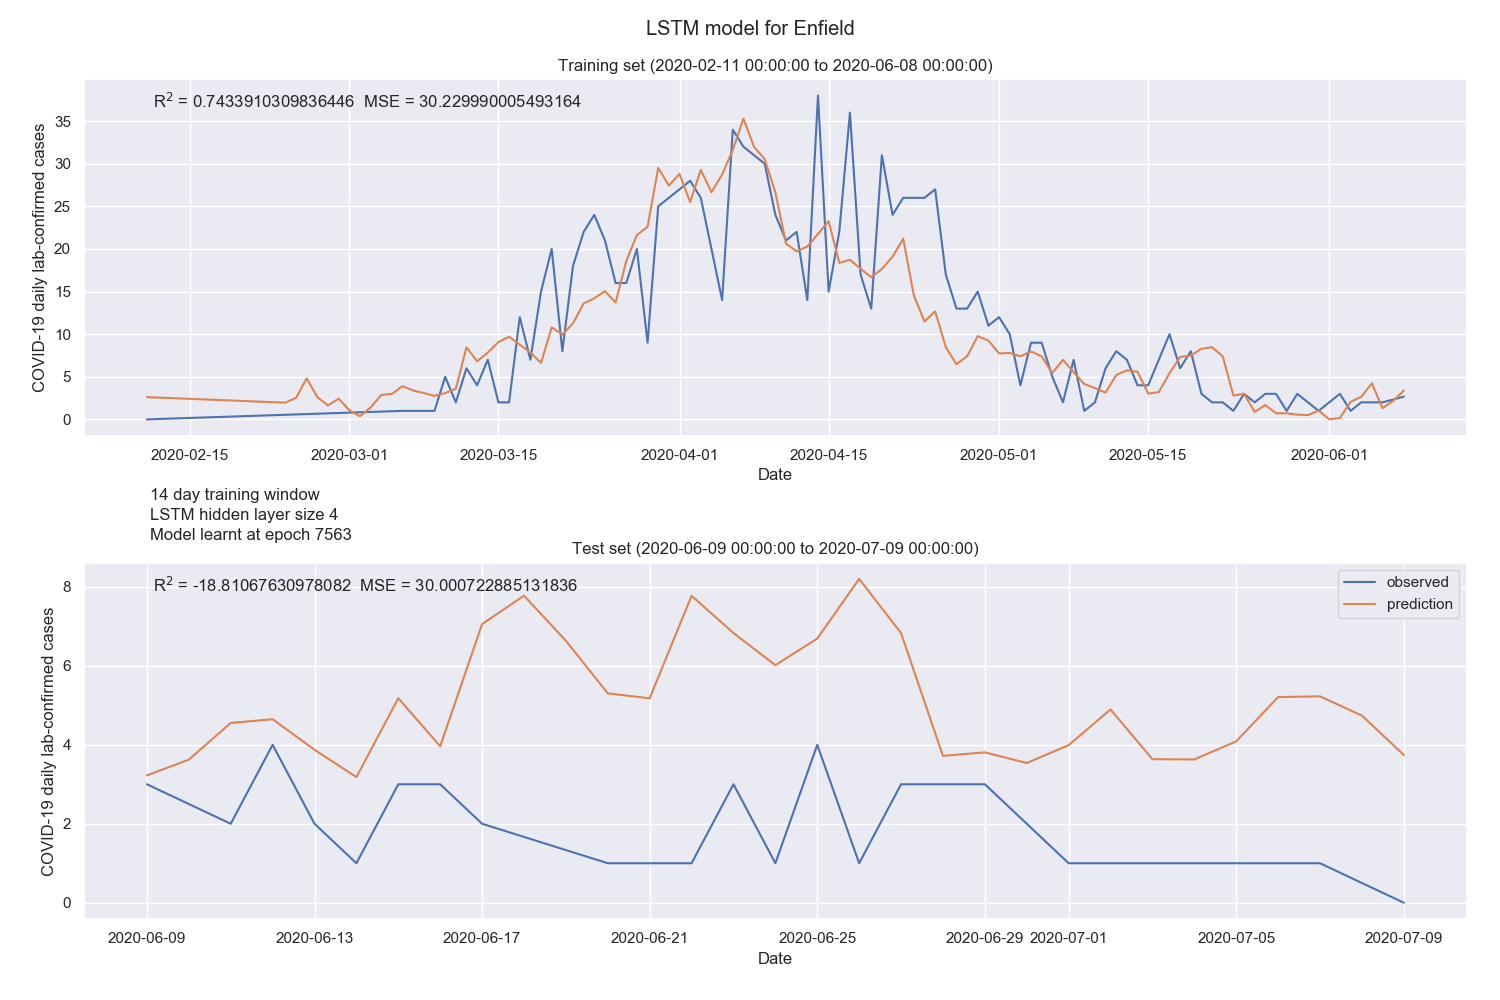 LSTM model for Enfield
Training set (2020-02-11 00:00:00 to 2020-06-08 00:00:00)
R² = 0.7433910309836446 MSE = 30.229990005493164
COVID-19 daily lab-confirmed cases
35
30
25
20
15
10
5
0
2020-02-15 2020-03-01 2020-03-15 2020-04-01 2020-04-15 2020-05-01 2020-05-15 2020-06-01
Date
14 day training window
LSTM hidden layer size 4
Model learnt at epoch 7563
Test set (2020-06-09 00:00:00 to 2020-07-09 00:00:00)
R² = -18.81067630978082 MSE = 30.000722885131836
observed
prediction
COVID-19 daily lab-confirmed cases
8
6
4
2
0
2020-06-09 2020-06-13 2020-06-17 2020-06-21 2020-06-25 2020-06-29 2020-07-01 2020-07-05 2020-07-09
Date